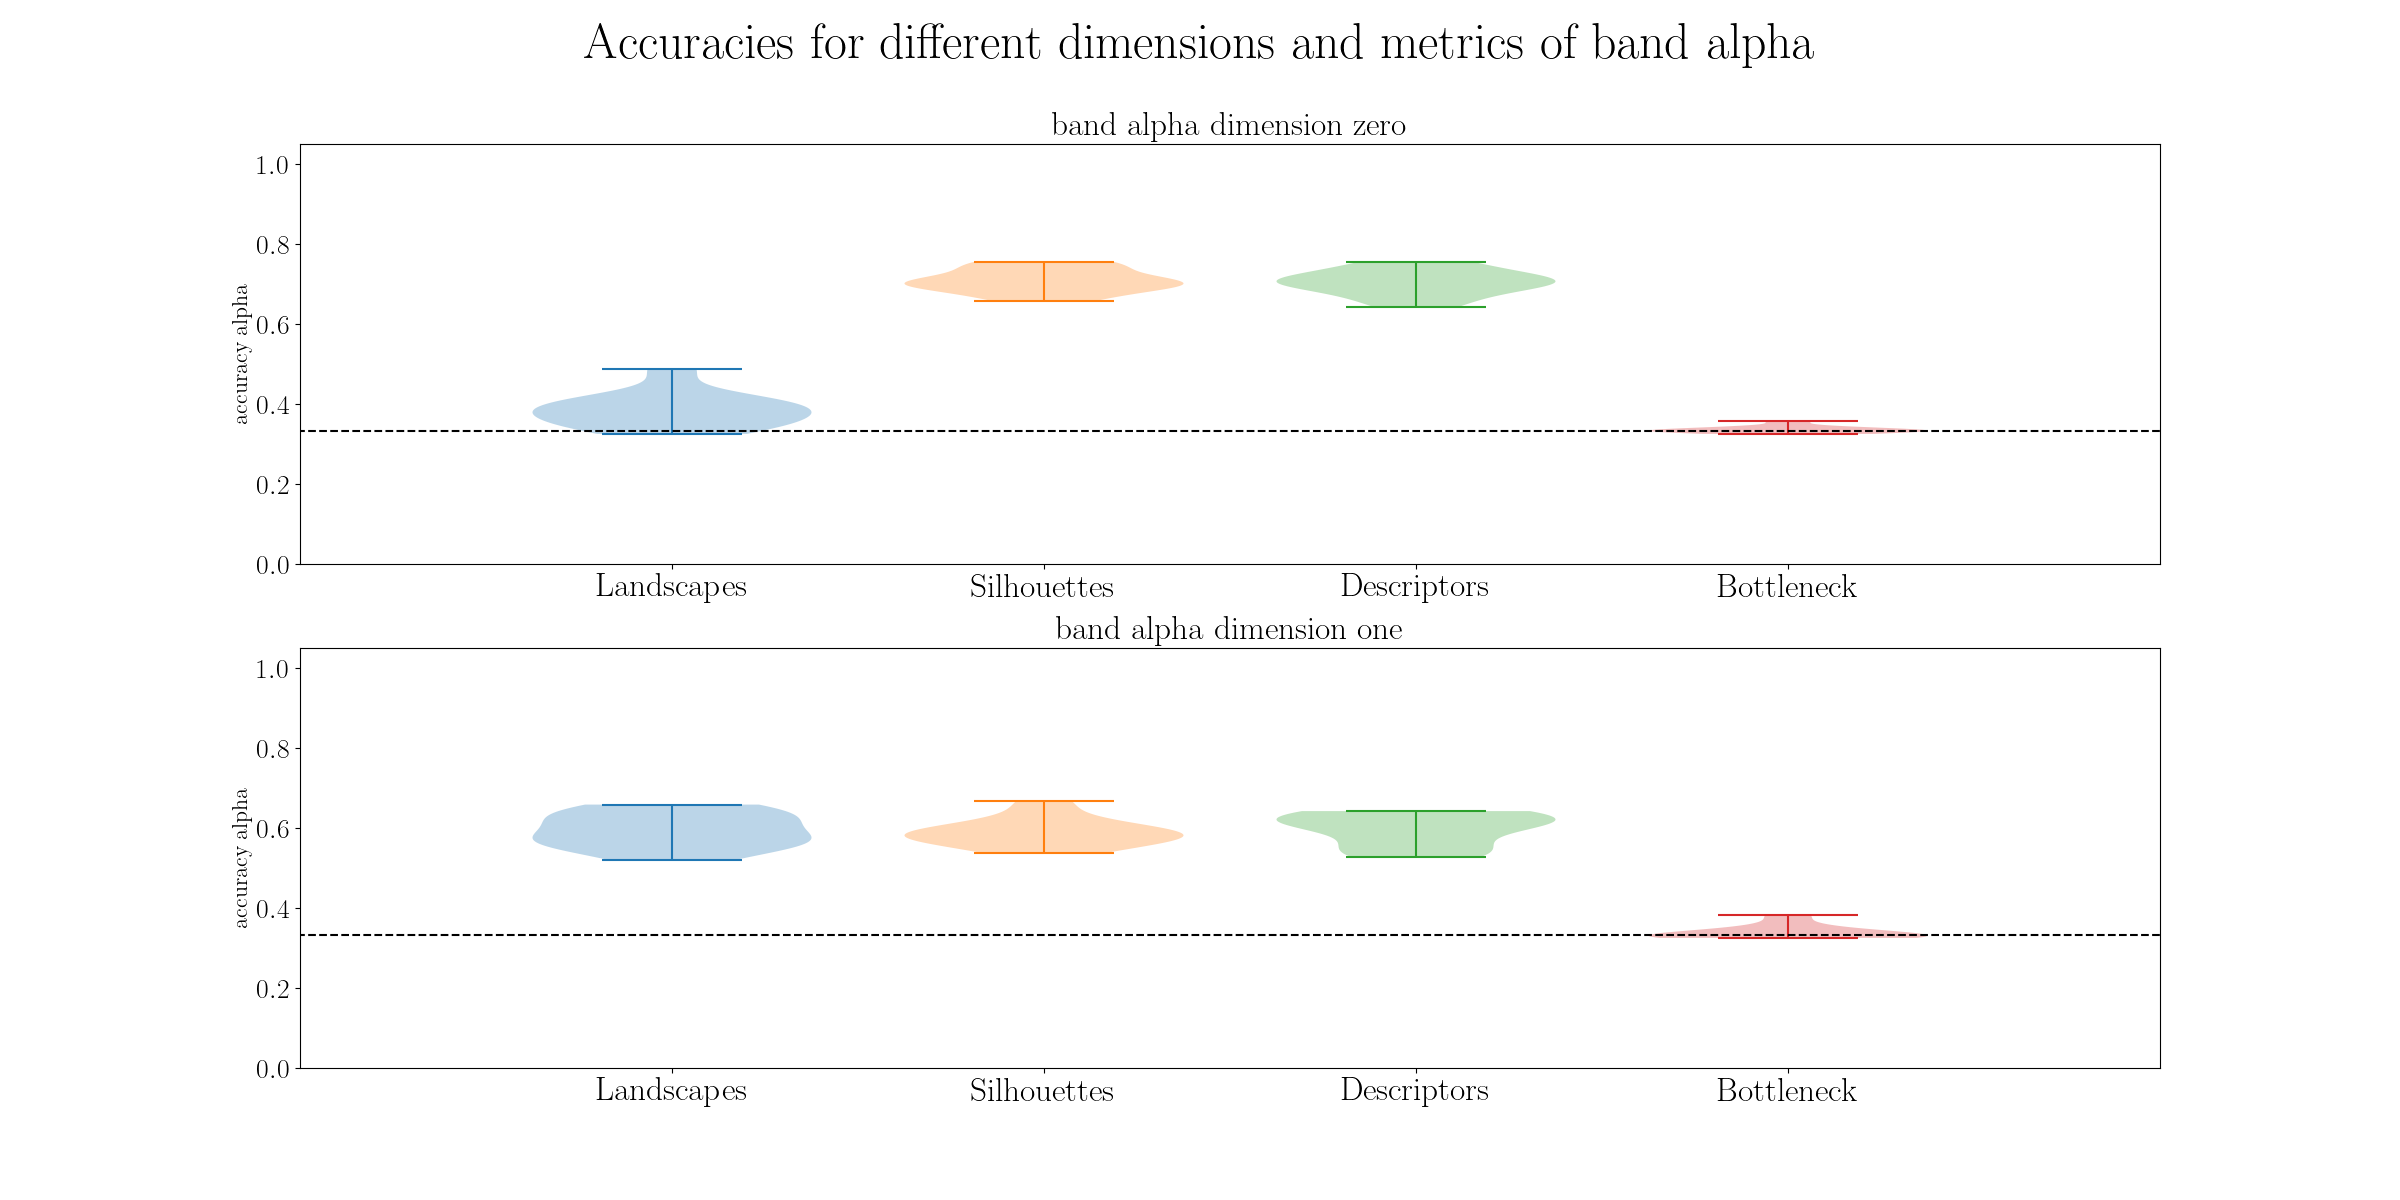 Accuracies for different dimensions and metrics of band alpha
band alpha dimension zero
accuracy alpha
1.0
0.8
0.6
0.4
0.2
0.0
Landscapes Silhouettes Descriptors Bottleneck
band alpha dimension one
accuracy alpha
1.0
0.8
0.6
0.4
0.2
0.0
Landscapes Silhouettes Descriptors Bottleneck